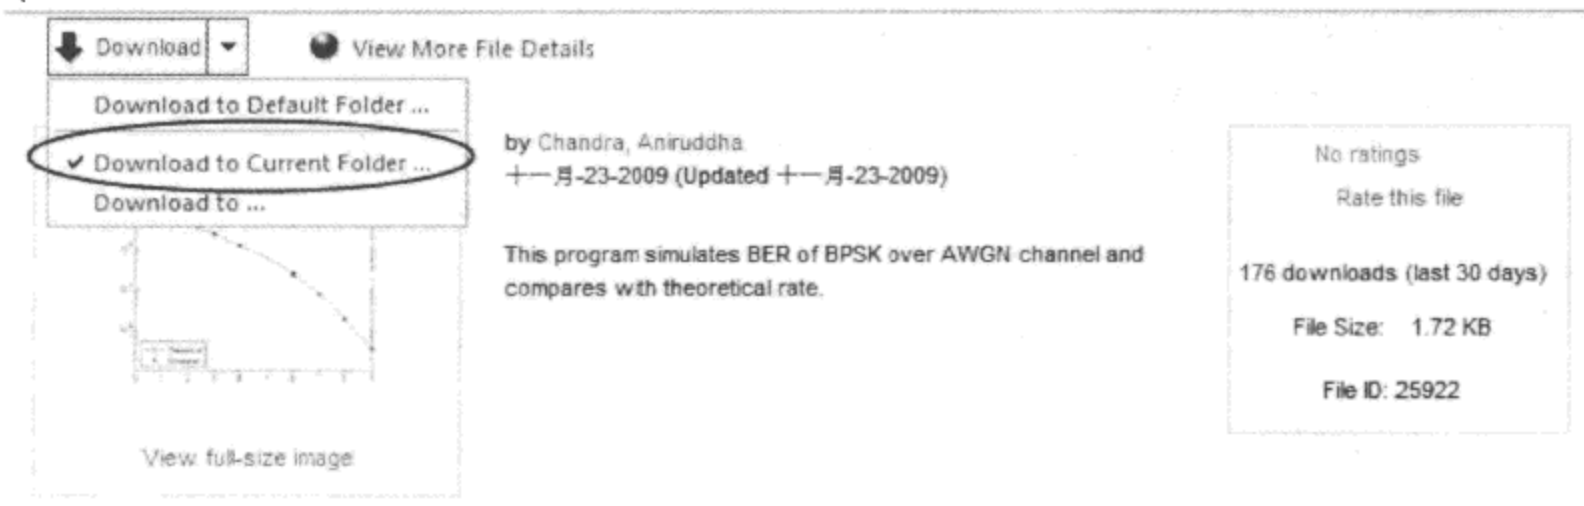 Download
View More File Details
Download to Default Folder ...
✔ Download to Current Folder ...
Download to ...
by Chandra, Aniruddha
十一月-23-2009 (Updated 十一月-23-2009)
This program simulates BER of BPSK over AWGN channel and
compares with theoretical rate.
View full-size image
No ratings
Rate this file
176 downloads (last 30 days)
File Size: 1.72 KB
File ID: 25922